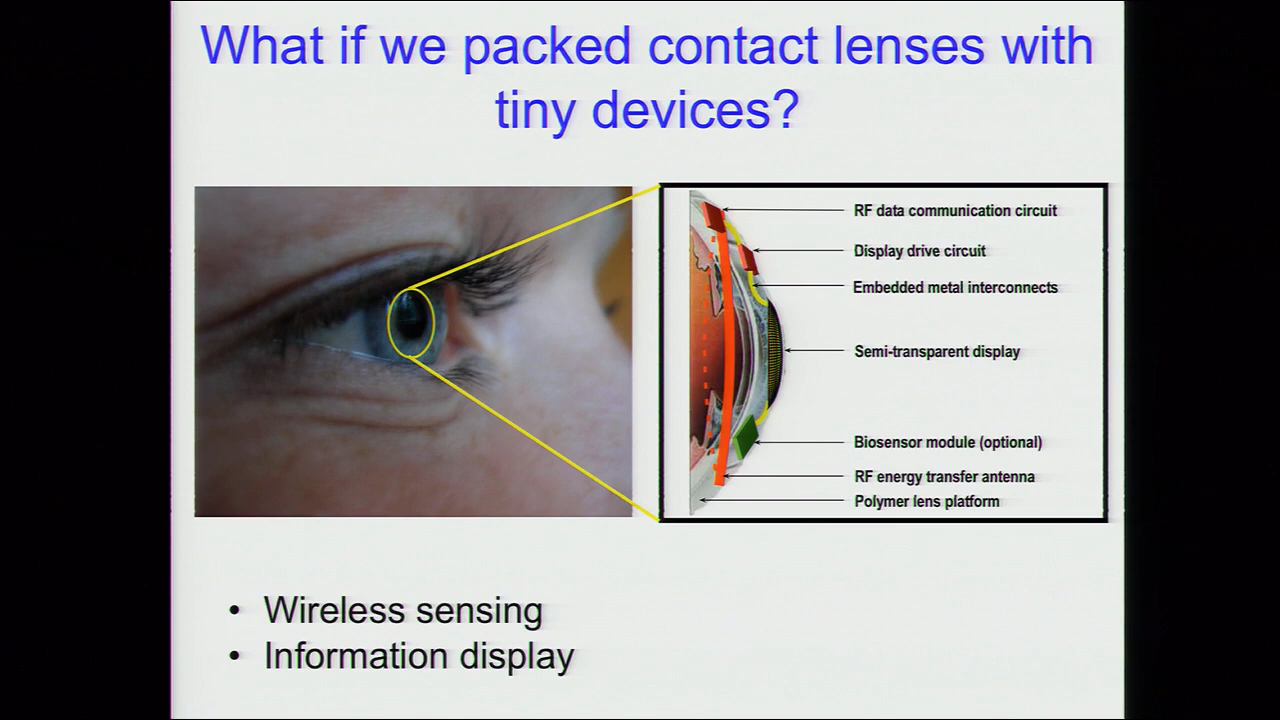 What if we packed contact lenses with
tiny devices?
RF data communication circuit
Display drive circuit
Embedded metal interconnects
Semi-transparent display
Biosensor module (optional)
RF energy transfer antenna
Polymer lens platform
• Wireless sensing
• Information display